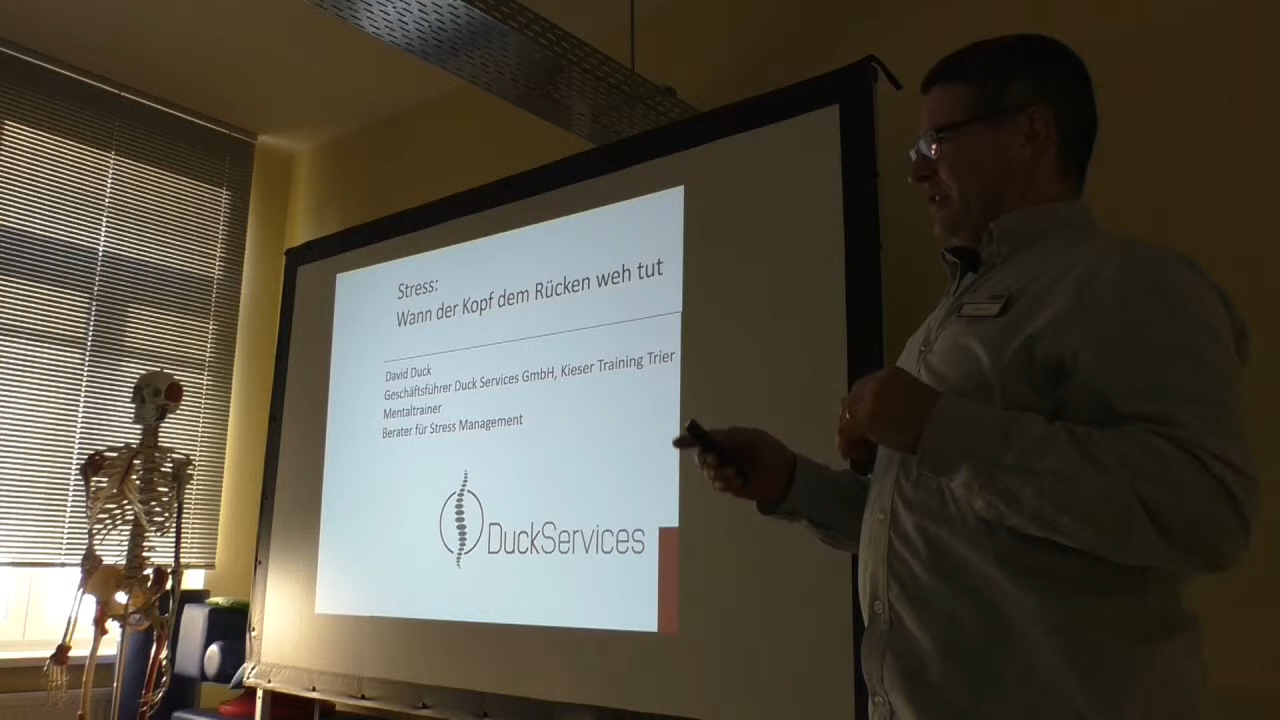 Stress:
Wann der Kopf dem Rücken weh tut
David Duck
Geschäftsführer Duck Services GmbH, Kieser Training Trier
Mentaltrainer
Berater für Stress Management
DuckServices